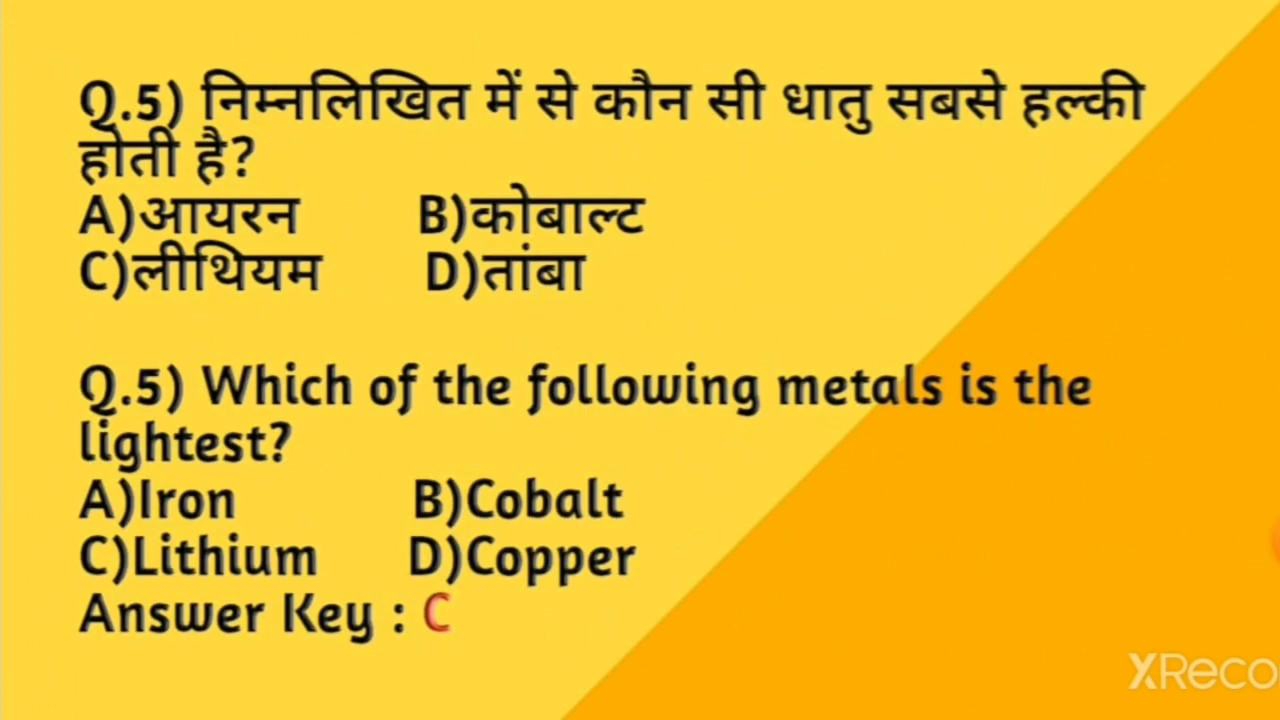 Q.5) निम्नलिखित में से कौन सी धातु सबसे हल्की
होती है?
A)आयरन B)कोबाल्ट
C)लीथियम D)तांबा
Q.5) Which of the following metals is the
lightest?
A)Iron B)Cobalt
C)Lithium D)Copper
Answer Key : C
XReco